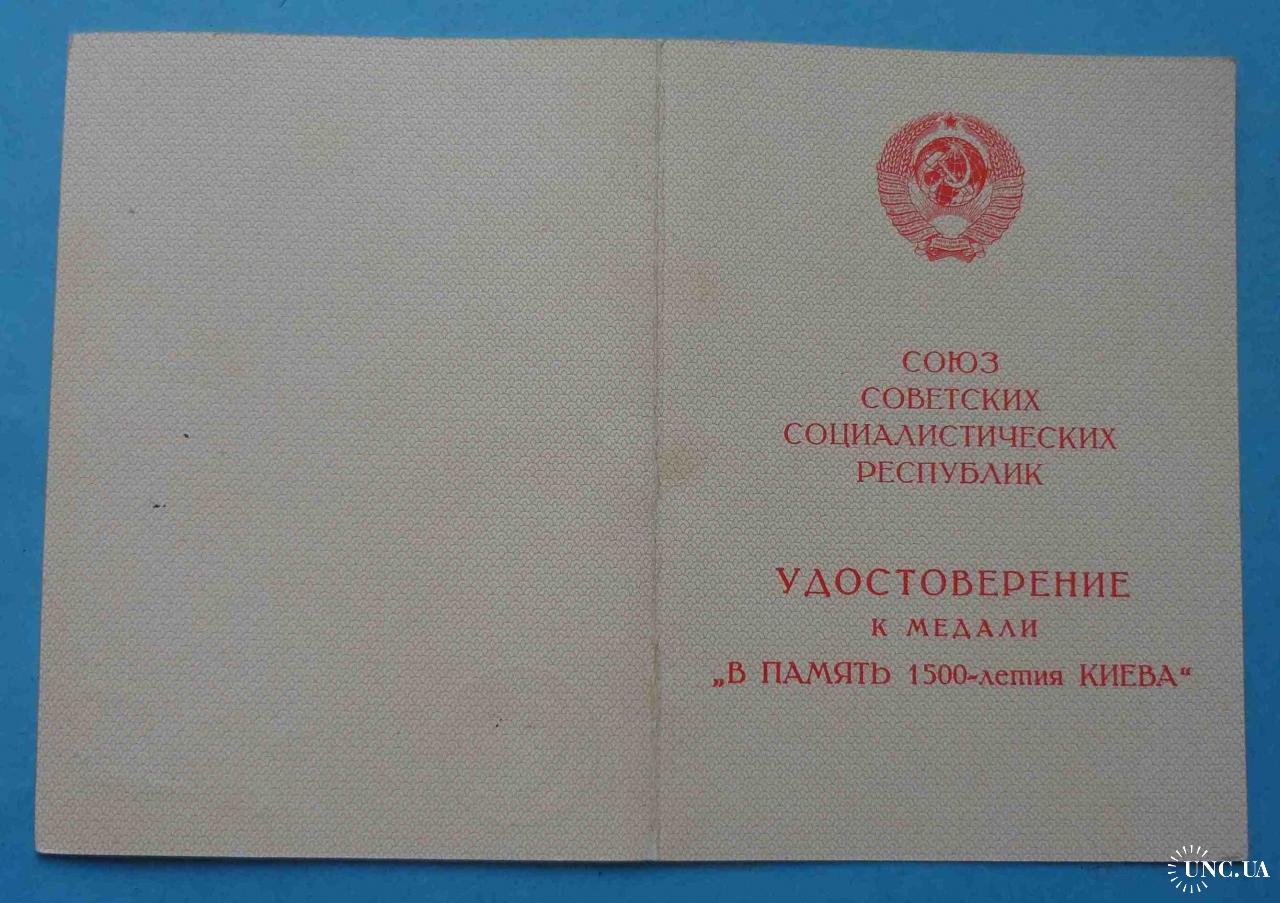 СОЮЗ
СОВЕТСКИХ
СОЦИАЛИСТИЧЕСКИХ
РЕСПУБЛИК
УДОСТОВЕРЕНИЕ
К МЕДАЛИ
„В ПАМЯТЬ 1500-летия КИЕВА“
UNC.UA